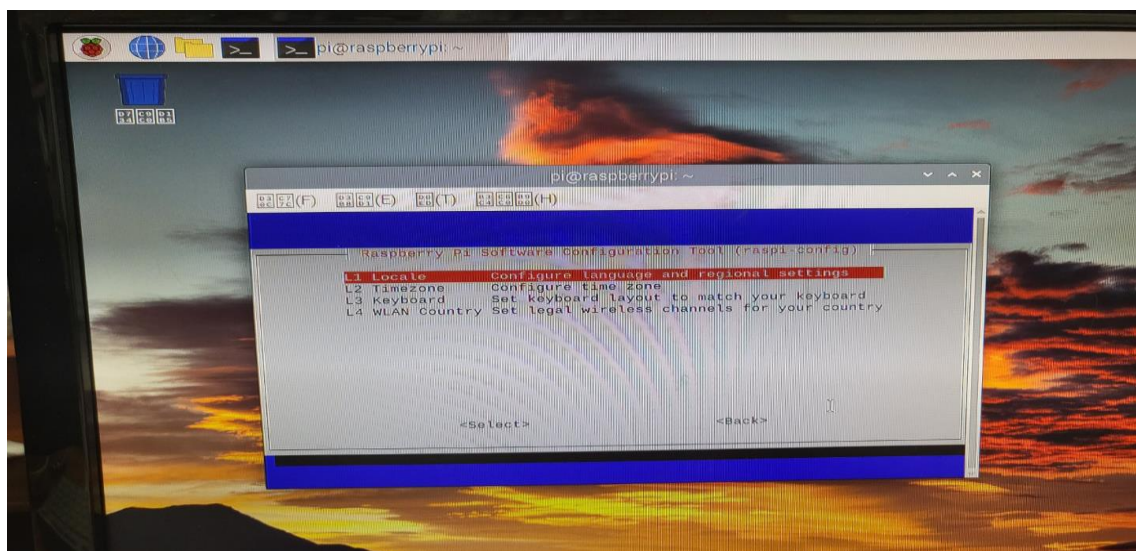 pi@raspberrypi: ~
pi@raspberrypi: ~
(F) (E) (T) (H)
Raspberry Pi Software Configuration Tool (raspi-config)
L1 Locale Configure language and regional settings
L2 Timezone Configure time zone
L3 Keyboard Set keyboard layout to match your keyboard
L4 WLAN Country Set legal wireless channels for your country
<Select> <Back>